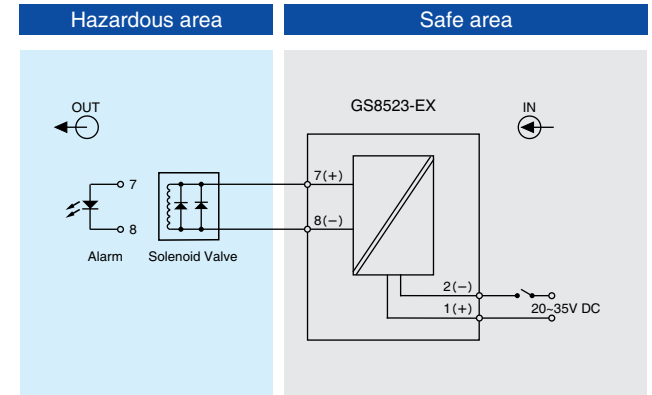 Hazardous area
Safe area
OUT
GS8523-EX
IN
7(+)
7
8(−)
8
Alarm
Solenoid Valve
2(−)
1(+)
20~35V DC